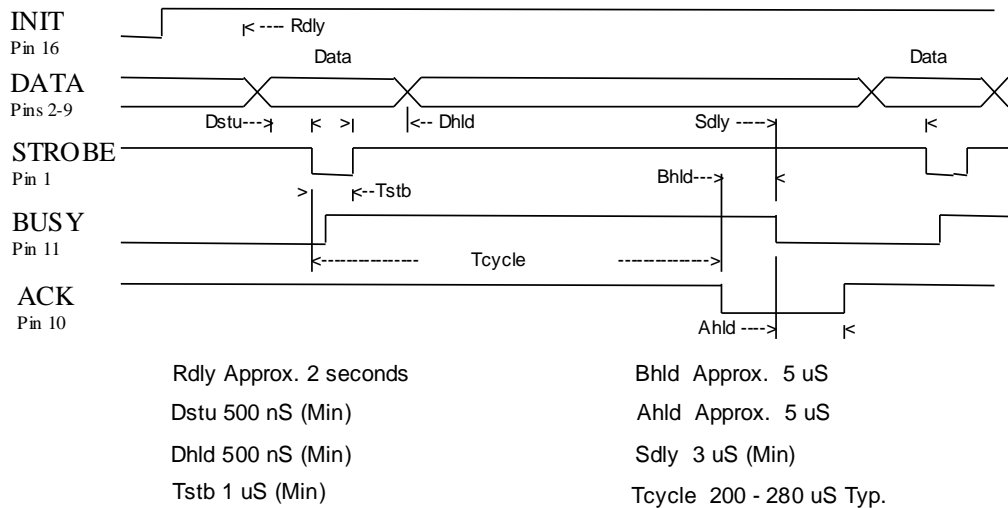 INIT
Pin 16
|< ---- Rdly
Data
Data
DATA
Pins 2-9
Dstu--->|
|< >|
|<-- Dhld
Sdly ---->|
|<
STROBE
Pin 1
>|
|<--Tstb
Bhld--->|
|<
BUSY
Pin 11
|<-------------- Tcycle ------------->|
ACK
Pin 10
Ahld ---->|
|<
Rdly Approx. 2 seconds
Dstu 500 nS (Min)
Dhld 500 nS (Min)
Tstb 1 uS (Min)
Bhld Approx. 5 uS
Ahld Approx. 5 uS
Sdly 3 uS (Min)
Tcycle 200 - 280 uS Typ.